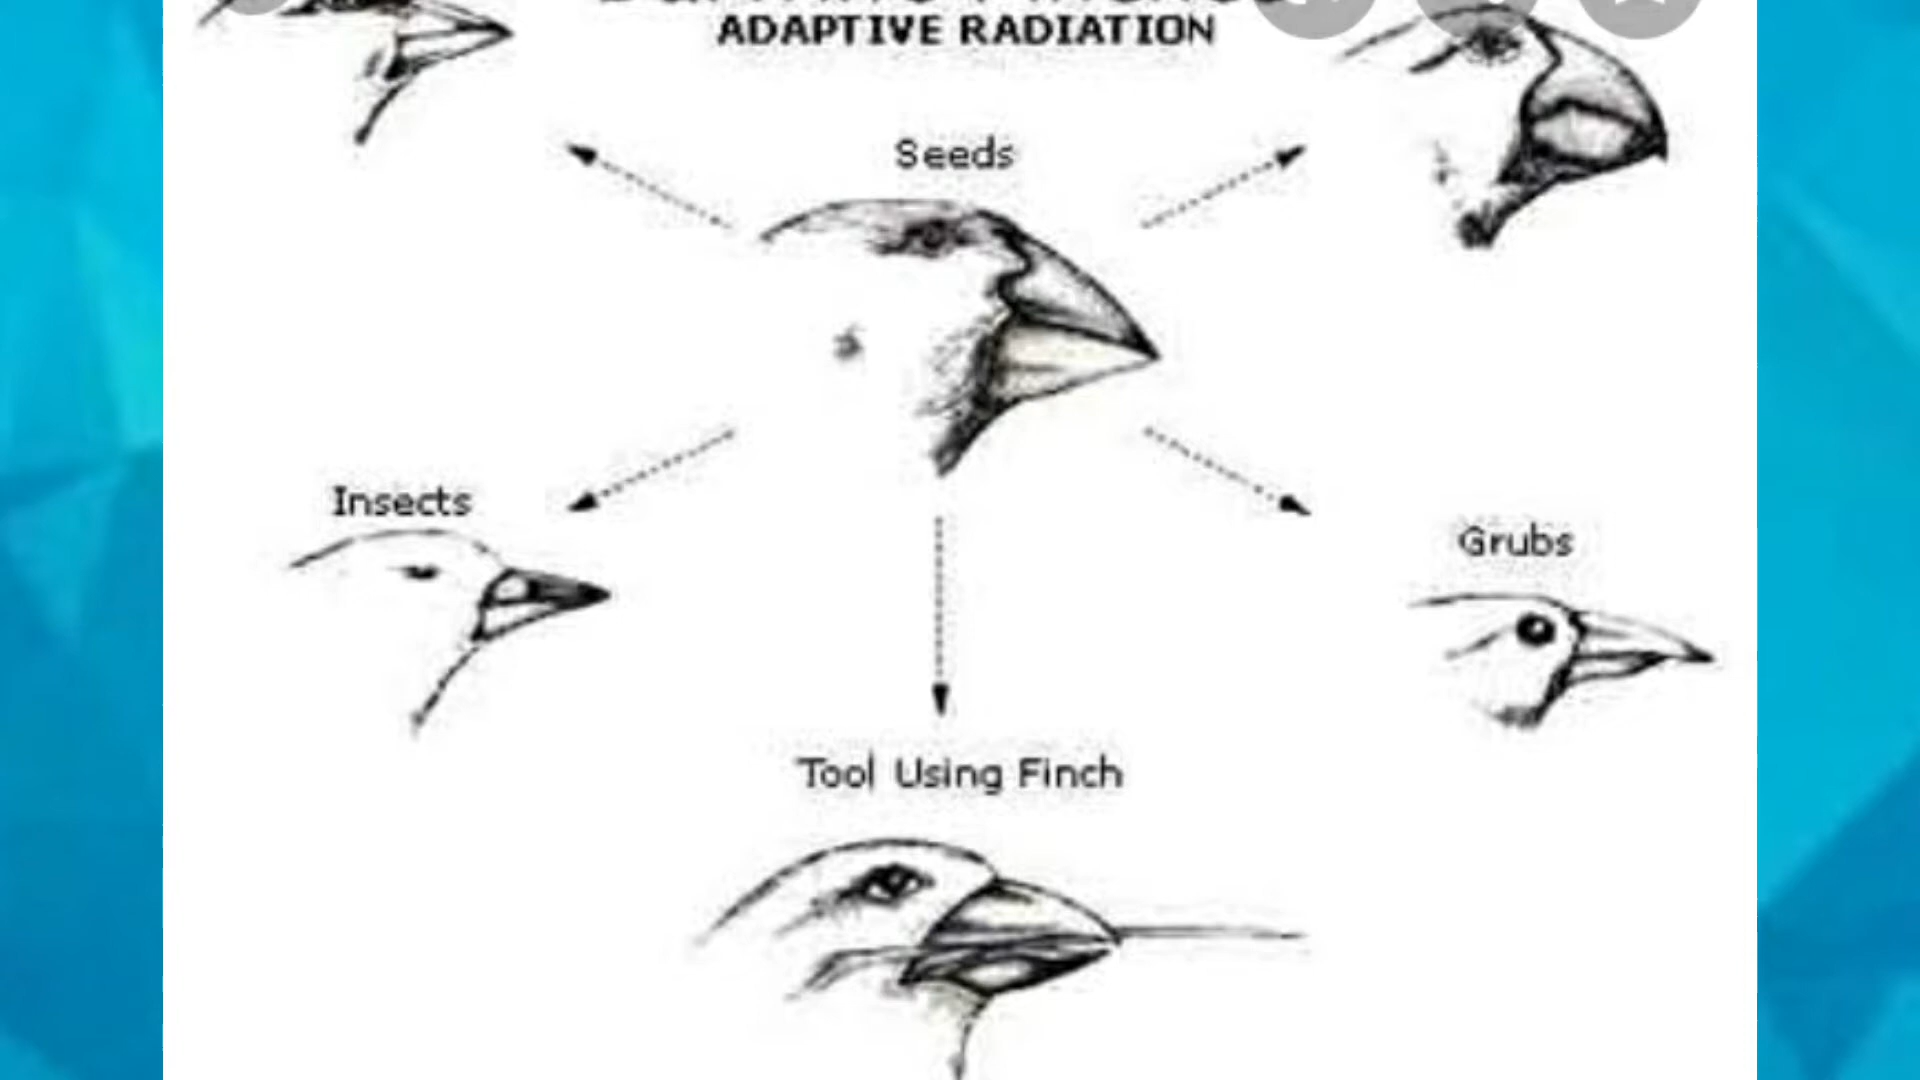 ADAPTIVE RADIATION
Seeds
Insects
Grubs
Tool Using Finch